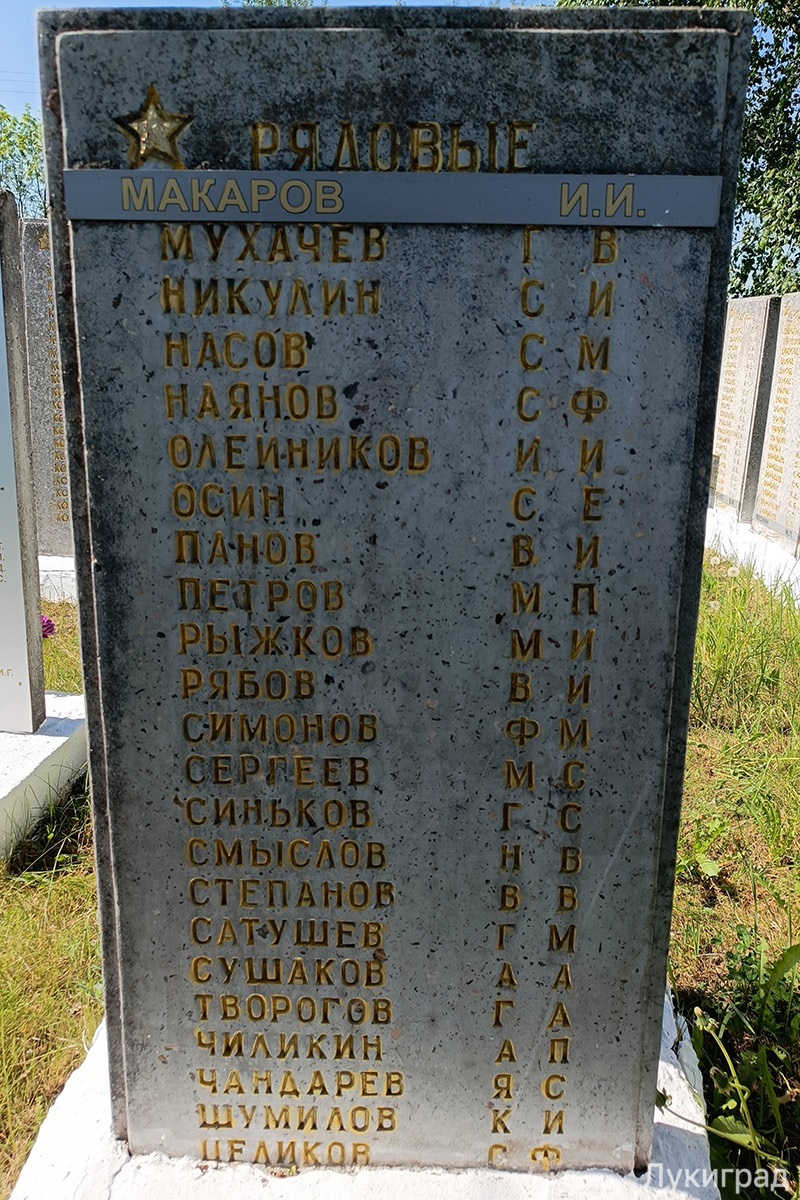 РЯДОВЫЕ
МАКАРОВ И.И.
МУХАЧЕВ Г В
НИКУЛИН С И
НАСОВ С М
НАЯНОВ С Ф
ОЛЕЙНИКОВ И И
ОСИН С Е
ПАНОВ В И
ПЕТРОВ М П
РЫЖКОВ М И
РЯБОВ В И
СИМОНОВ Ф М
СЕРГЕЕВ М С
СИНЬКОВ Г С
СМЫСЛОВ Н В
СТЕПАНОВ В В
САТУШЕВ Г М
СУШАКОВ А А
ТВОРОГОВ Г А
ЧИЛИКИН А П
ЧАНДАРЕВ Я С
ШУМИЛОВ К И
ЦЕЛИКОВ С Ф
Лукиград